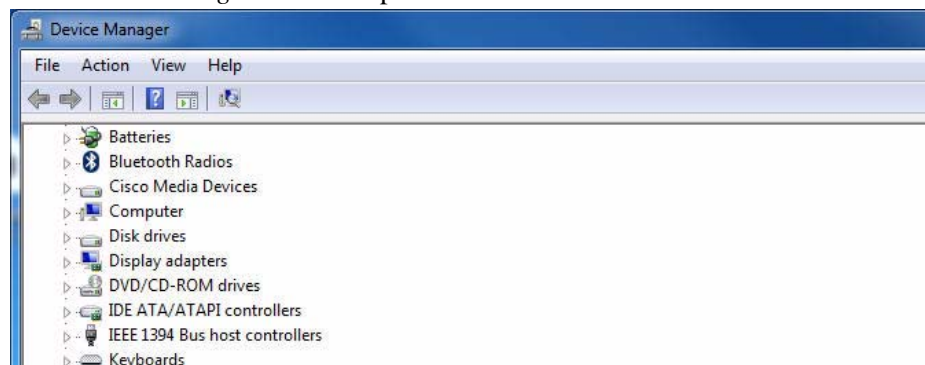 Device Manager
File Action View Help
Batteries
Bluetooth Radios
Cisco Media Devices
Computer
Disk drives
Display adapters
DVD/CD-ROM drives
IDE ATA/ATAPI controllers
IEEE 1394 Bus host controllers
Keyboards